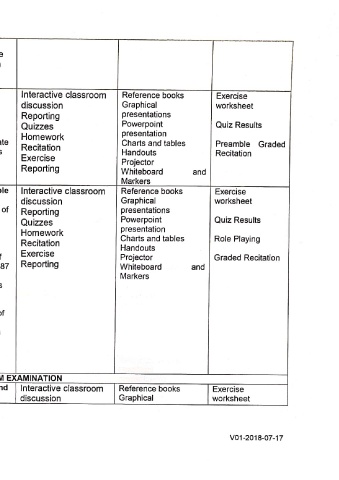 e
Interactive classroom
discussion
Reporting
Quizzes
Homework
Recitation
Exercise
Reporting
Reference books
Graphical
presentations
Powerpoint
presentation
Charts and tables
Handouts
Projector
Whiteboard and
Markers
Exercise
worksheet
Quiz Results
Preamble Graded
Recitation
ate
s
ole
of
f
87
s
of
Interactive classroom
discussion
Reporting
Quizzes
Homework
Recitation
Exercise
Reporting
Reference books
Graphical
presentations
Powerpoint
presentation
Charts and tables
Handouts
Projector
Whiteboard and
Markers
Exercise
worksheet
Quiz Results
Role Playing
Graded Recitation
M EXAMINATION
nd
Interactive classroom
discussion
Reference books
Graphical
Exercise
worksheet
V01-2018-07-17